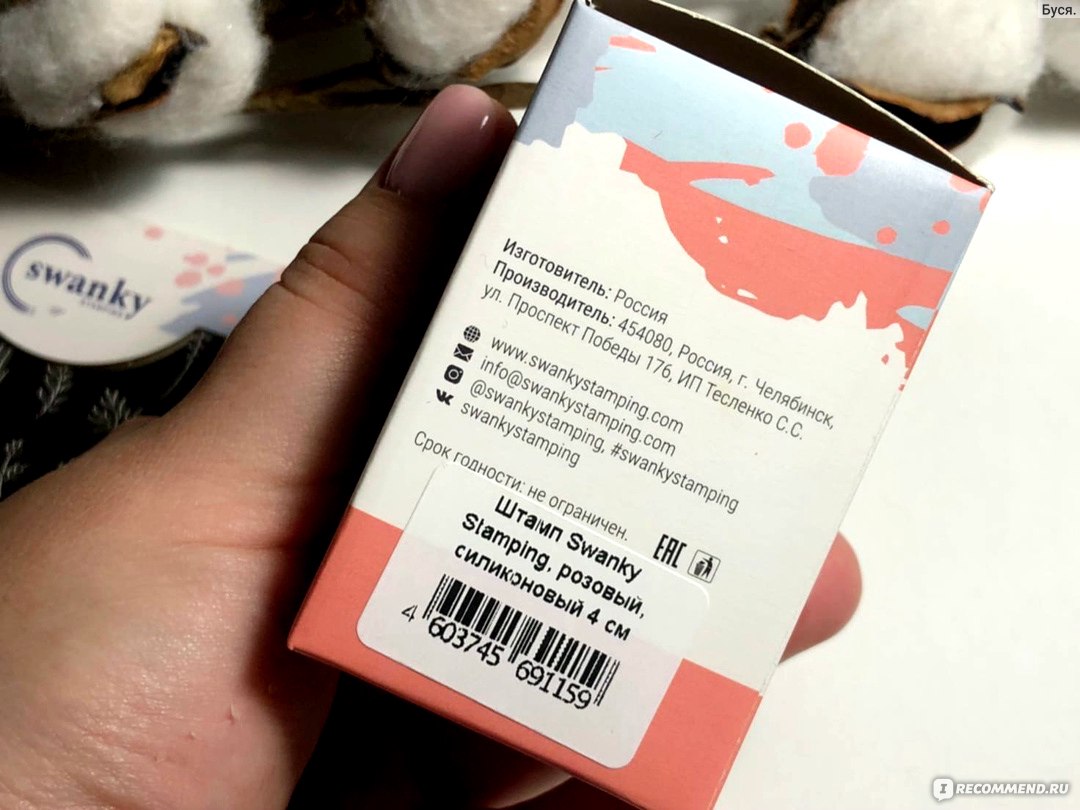 Буся.
swanky
STAMPING
Изготовитель: Россия
Производитель: 454080, Россия, г. Челябинск,
ул. Проспект Победы 176, ИП Тесленко С.С.
www.swankystamping.com
info@swankystamping.com
@swankystamping, #swankystamping
swankystamping
Срок годности: не ограничен.
EAC
Штамп Swanky
Stamping, розовый,
силиконовый 4 см
4 603745 691159
IRECOMMEND.RU